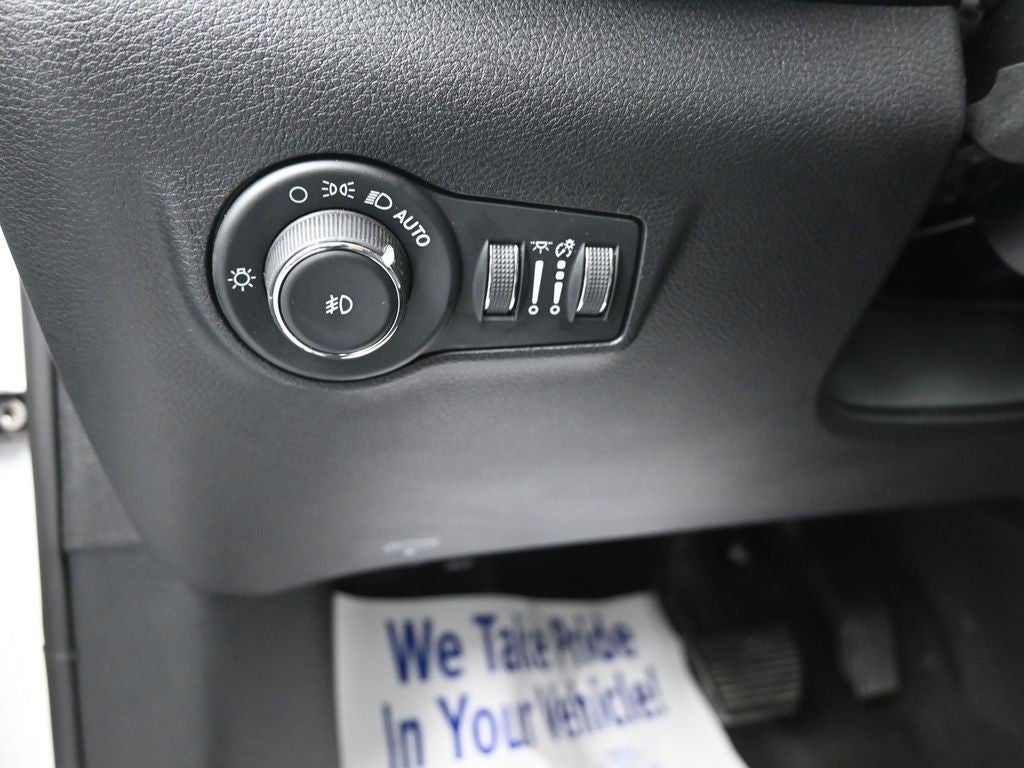 AUTO
We Take Pride
In Your Vehicle!